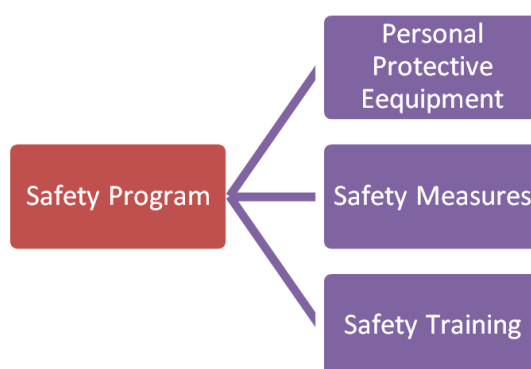 Personal
Protective
Eequipment
Safety Program
Safety Measures
Safety Training